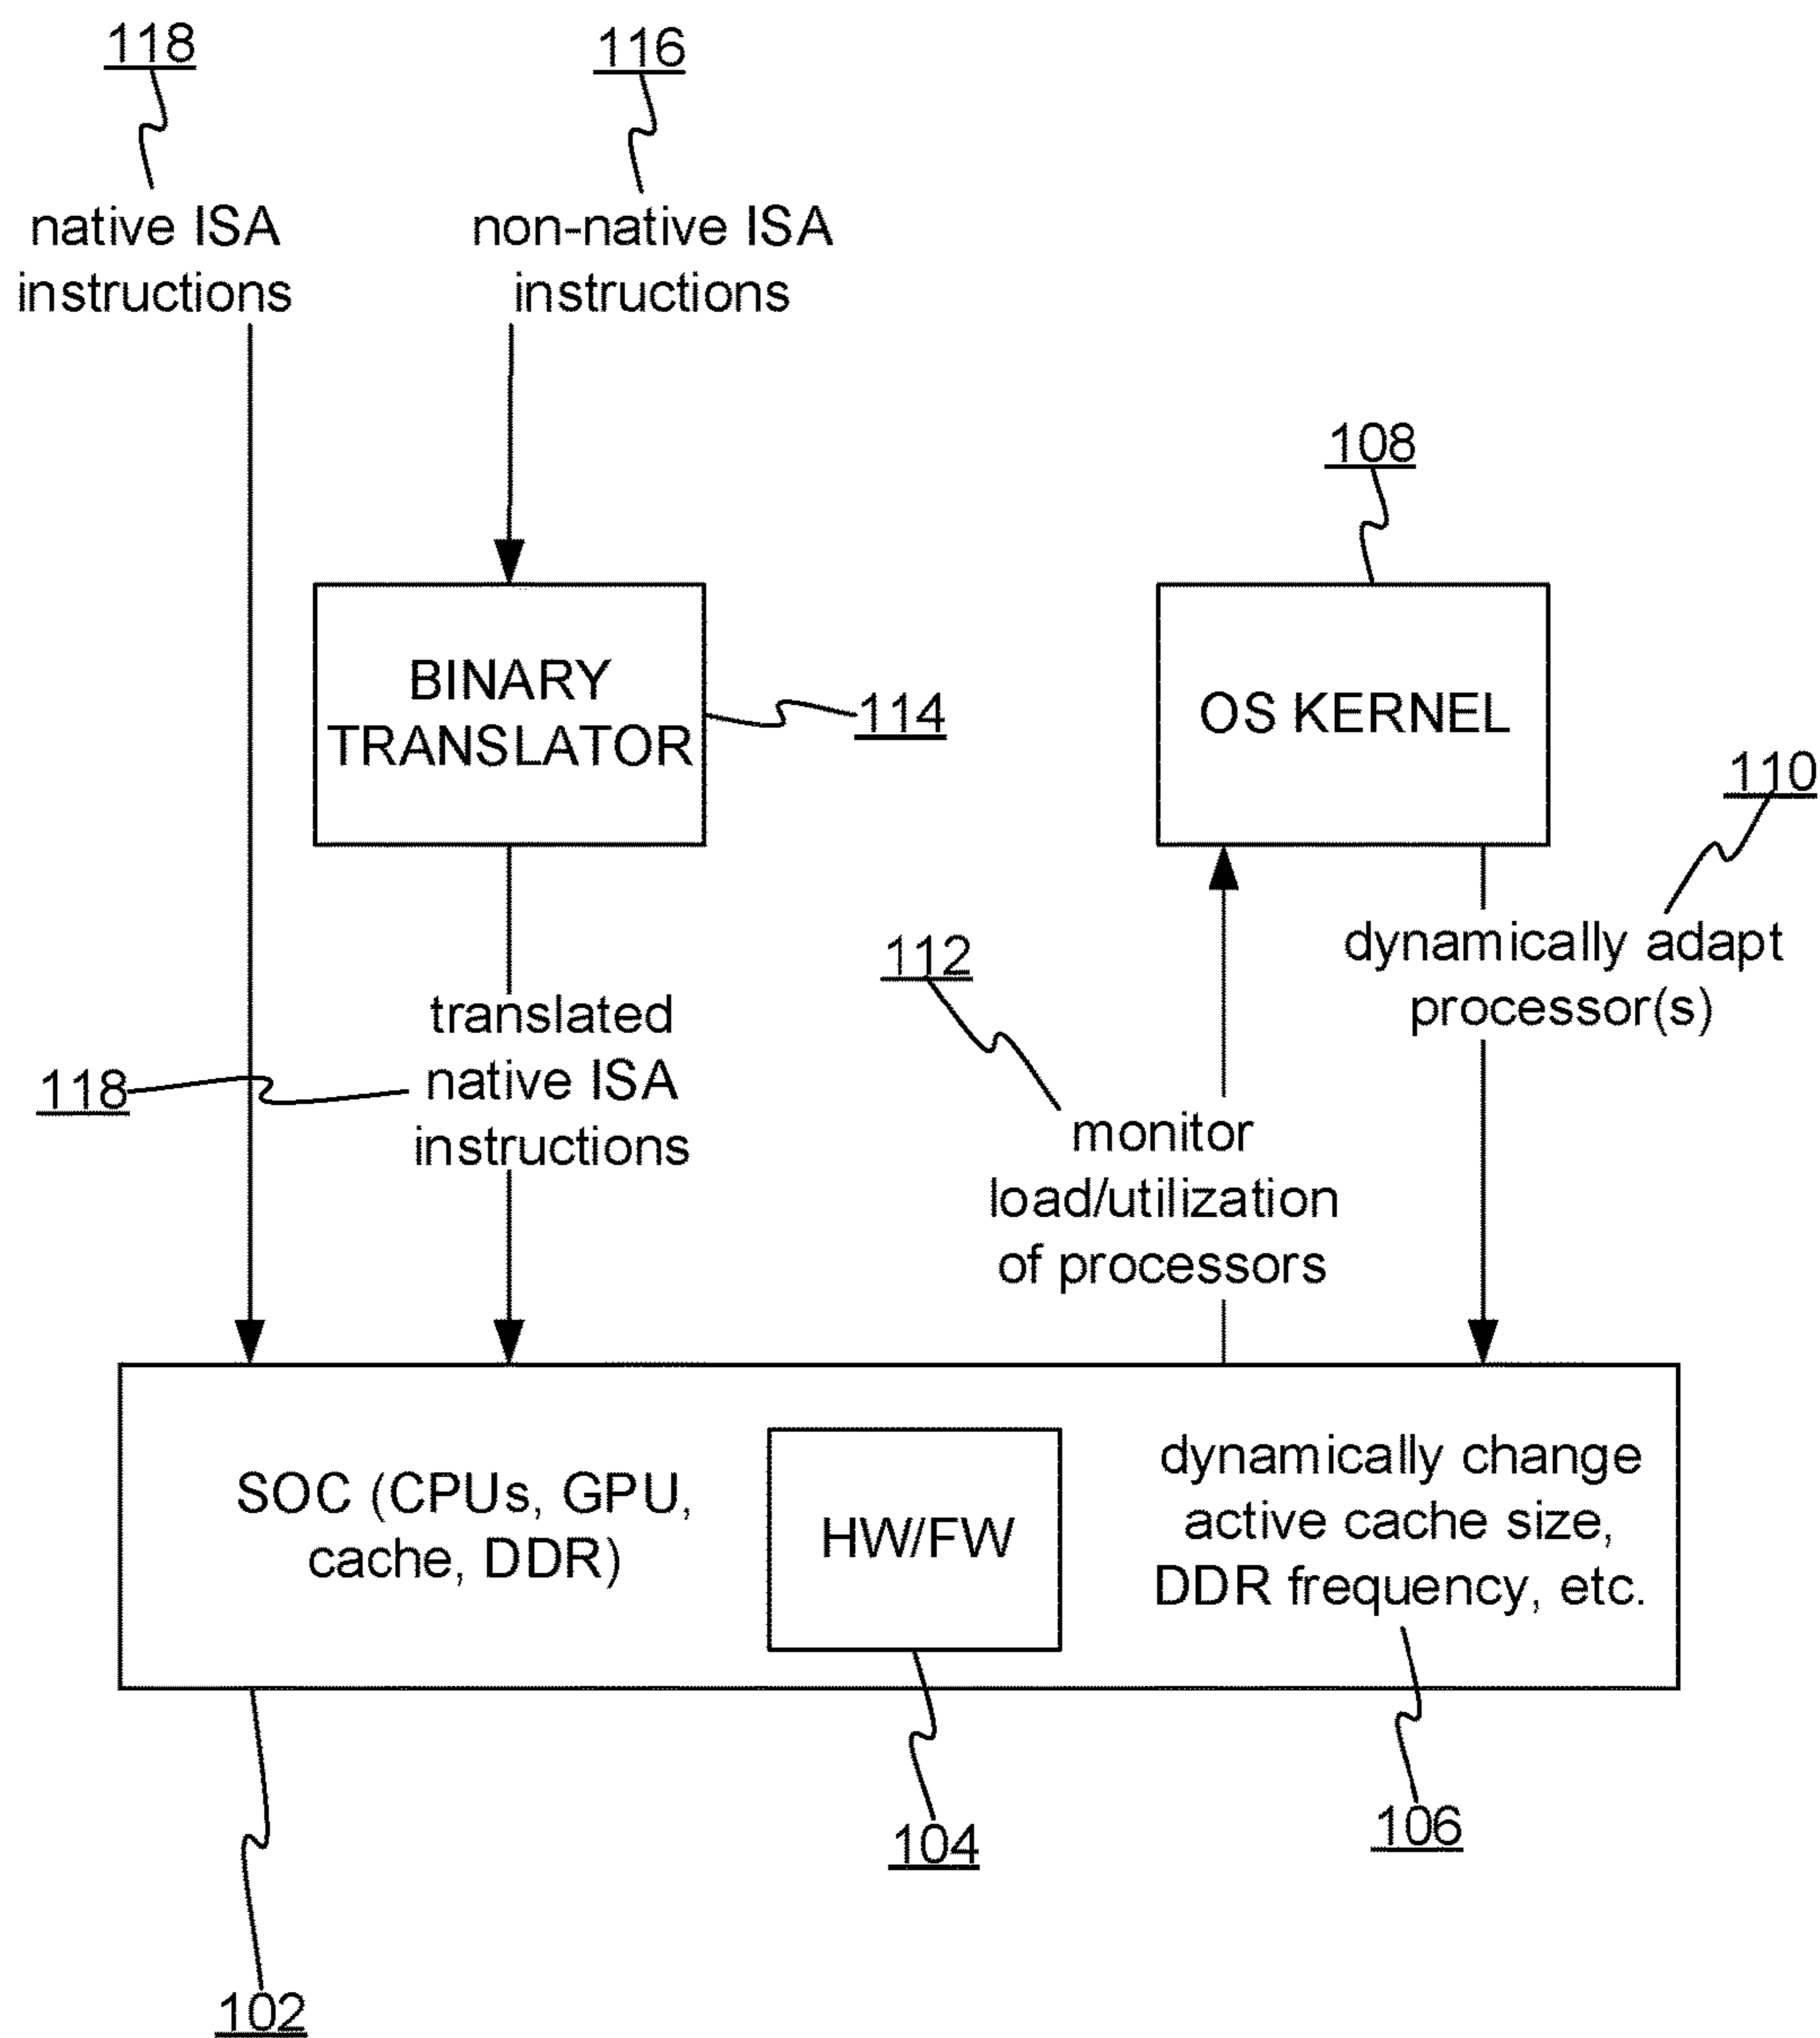 118
116
native ISA
instructions
non-native ISA
instructions
108
BINARY
TRANSLATOR
114
OS KERNEL
110
dynamically adapt
processor(s)
112
translated
native ISA
instructions
118
monitor
load/utilization
of processors
SOC (CPUs, GPU,
cache, DDR)
HW/FW
dynamically change
active cache size,
DDR frequency, etc.
104
106
102